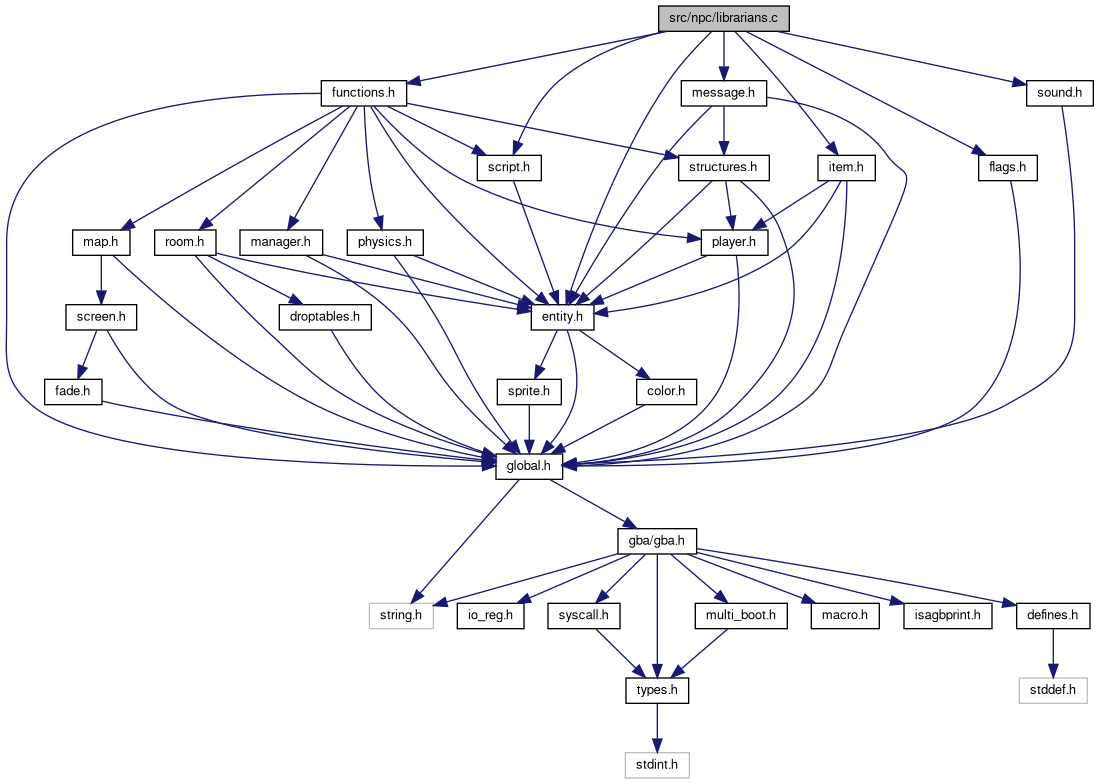 src/npc/librarians.c
functions.h
message.h
sound.h
script.h
structures.h
item.h
flags.h
map.h
room.h
manager.h
physics.h
player.h
screen.h
droptables.h
entity.h
fade.h
sprite.h
color.h
global.h
gba/gba.h
string.h
io_reg.h
syscall.h
multi_boot.h
macro.h
isagbprint.h
defines.h
types.h
stddef.h
stdint.h